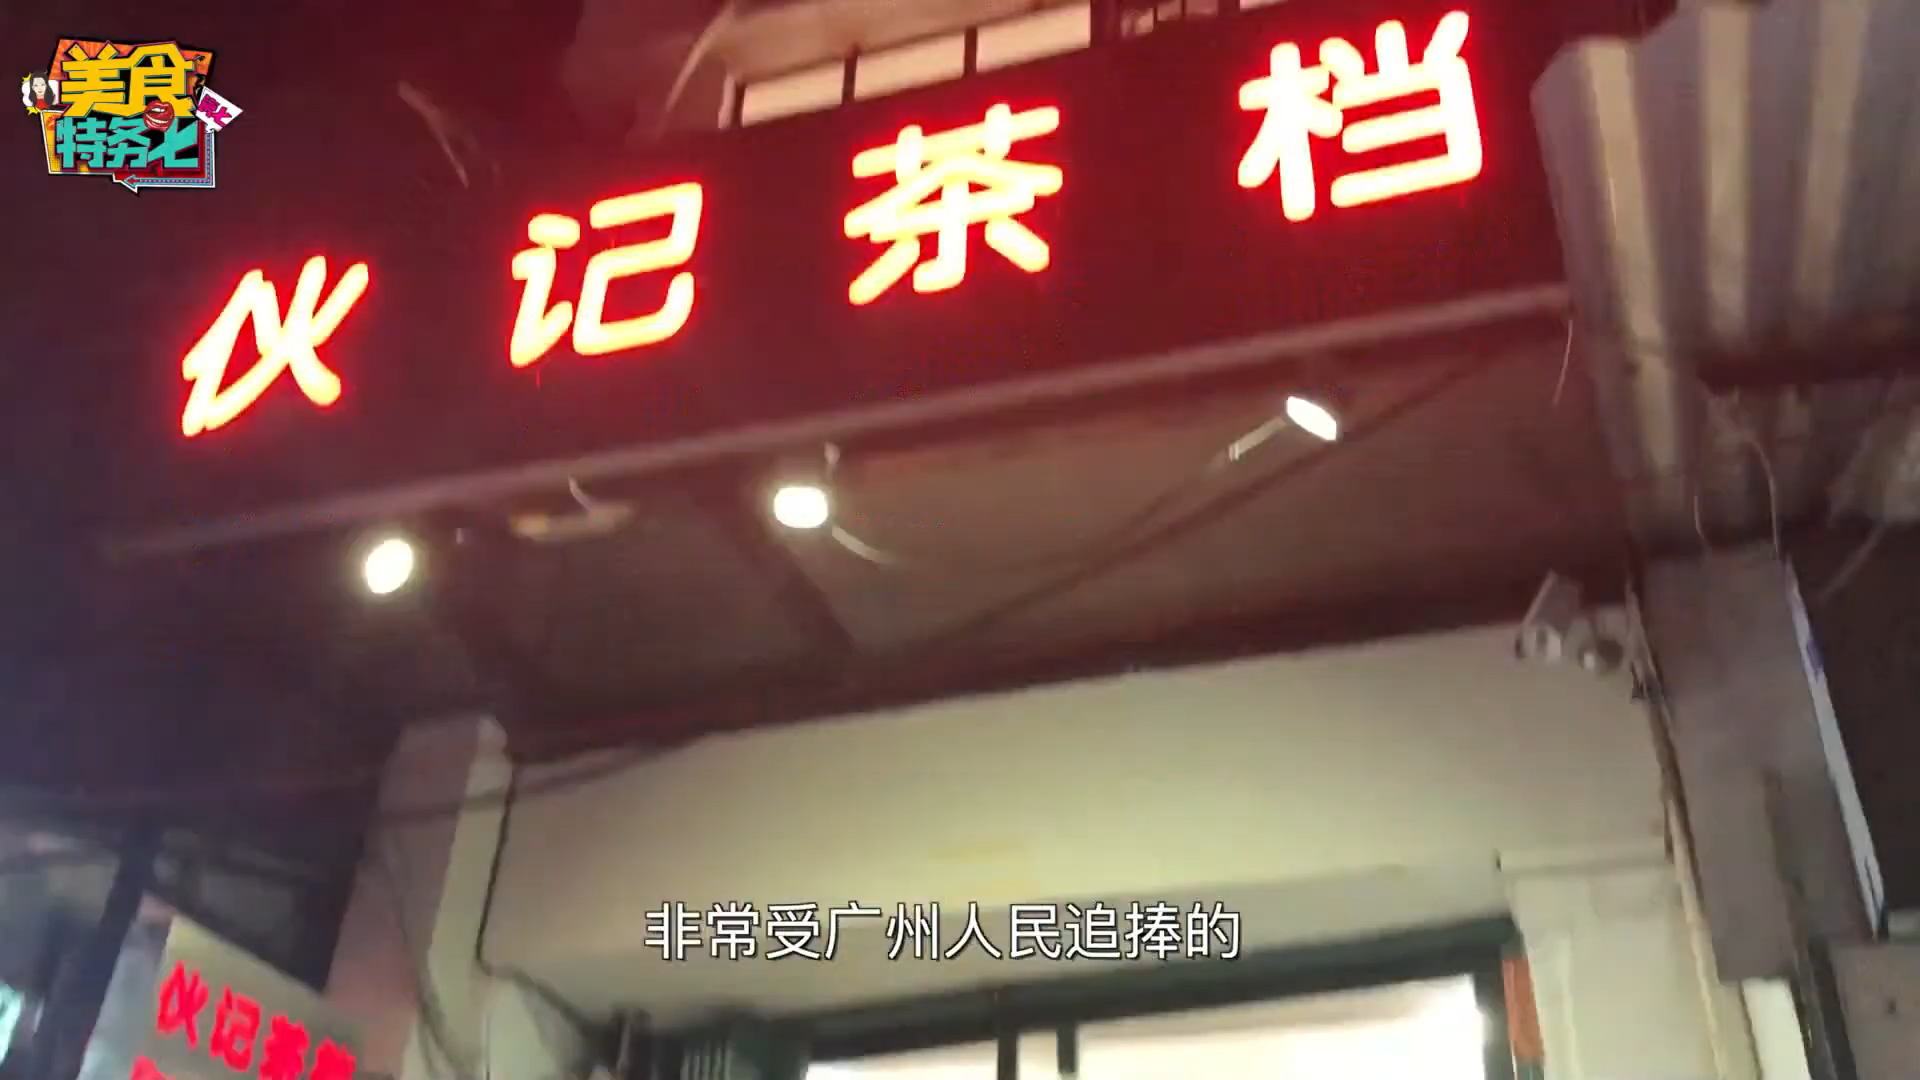 美食
特务七
伙记茶档
非常受广州人民追捧的
伙记茶档